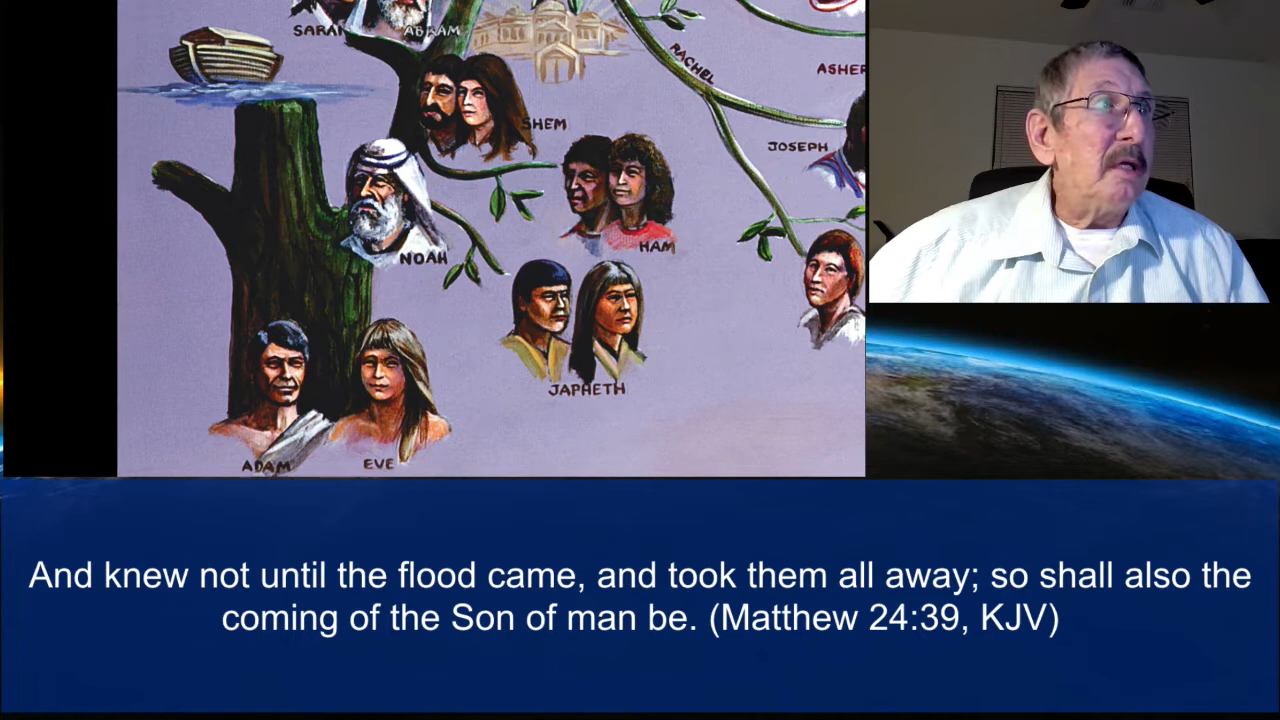 SARAH
ABRAM
RACHEL
ASHER
SHEM
JOSEPH
HAM
NOAH
JAPHETH
ADAM
EVE
And knew not until the flood came, and took them all away; so shall also the
coming of the Son of man be. (Matthew 24:39, KJV)